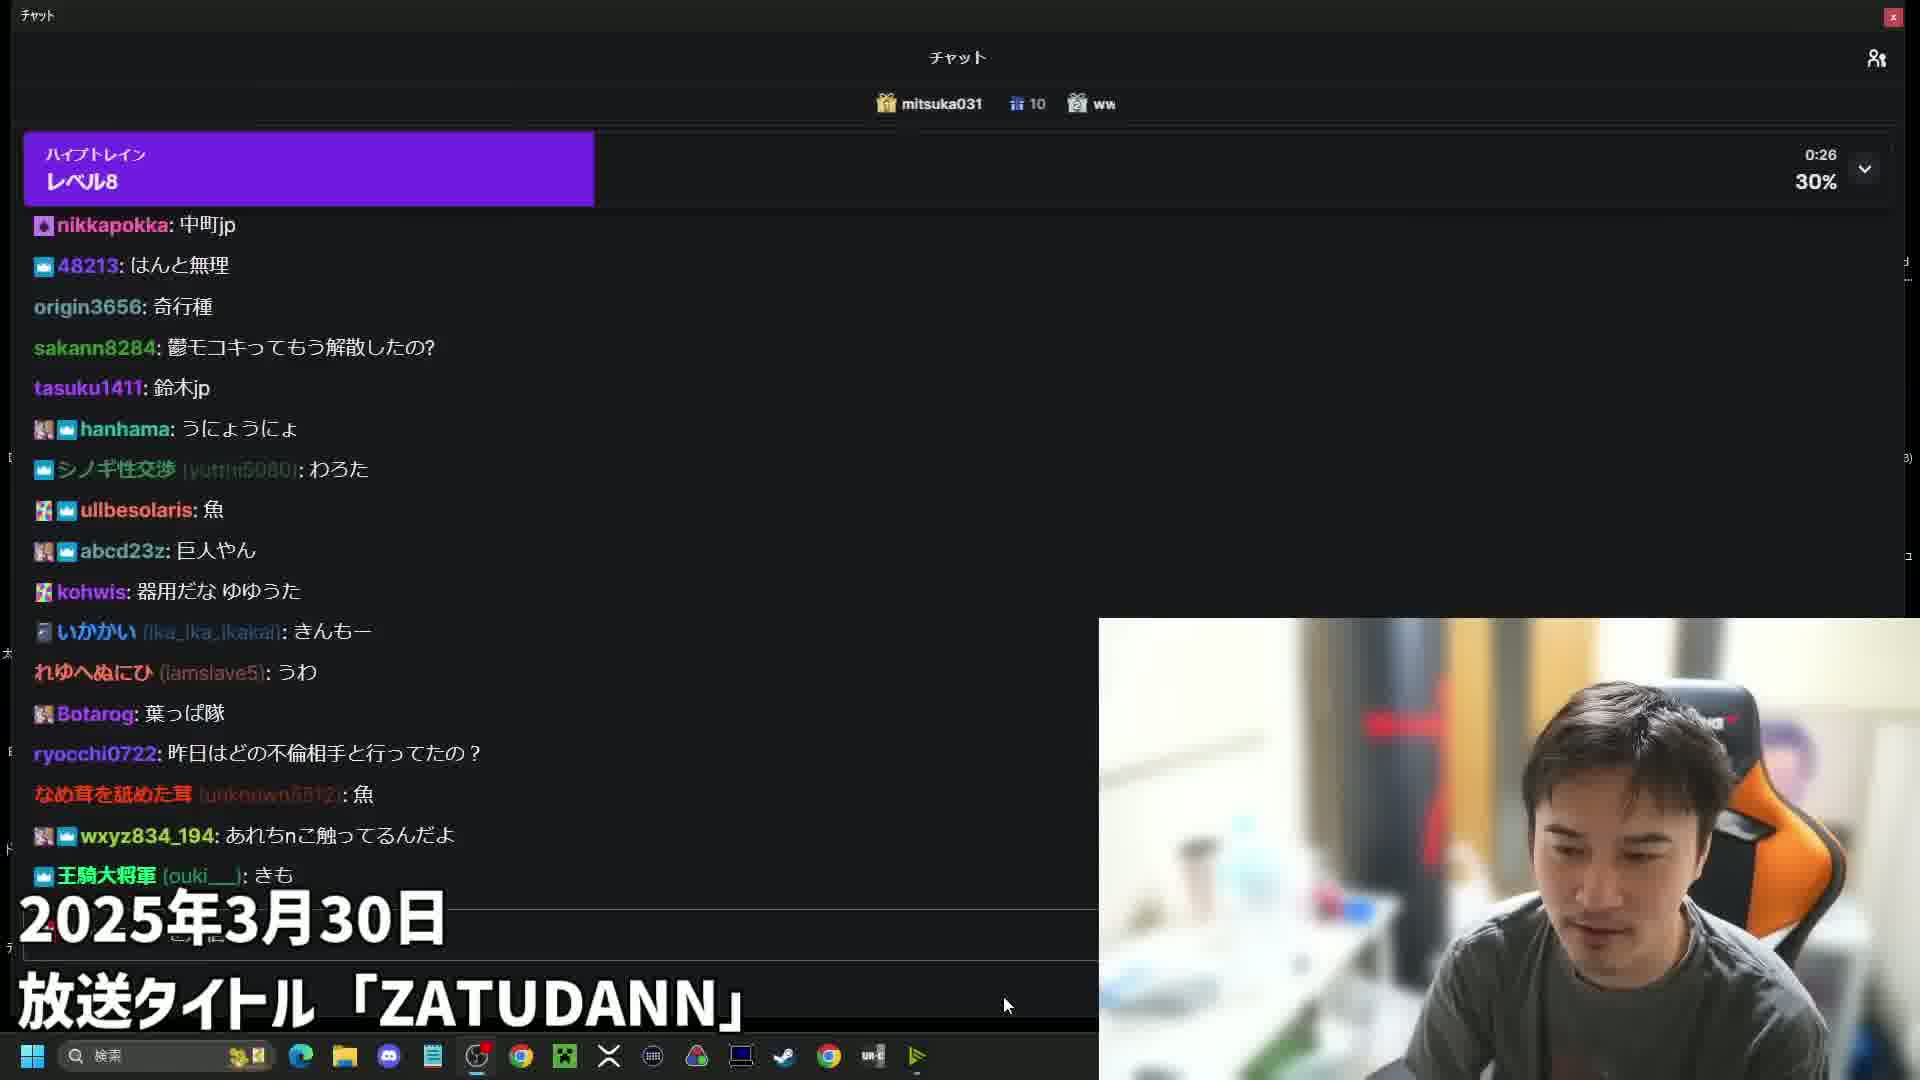 チャット
チャット
mitsuka031 10 ww
ハイプトレイン
レベル8
0:26
30%
nikkapokka: 中町jp
48213: はんと無理
origin3656: 奇行種
sakann8284: 鬱モコキってもう解散したの?
tasuku1411: 鈴木jp
hanhama: うにょうにょ
シノギ性交渉 (yutthi5080): わろた
ullbesolaris: 魚
abcd23z: 巨人やん
kohwis: 器用だな ゆゆうた
いかかい (ika_ika_ikakai): きんもー
れゆへぬにひ (iamslave5): うわ
Botarog: 葉っぱ隊
ryocchi0722: 昨日はどの不倫相手と行ってたの？
なめ茸を舐めた茸 (unknown5512): 魚
wxyz834_194: あれちnこ触ってるんだよ
王騎大将軍 (ouki___): きも
2025年3月30日
放送タイトル「ZATUDANN」
検索
UR-C